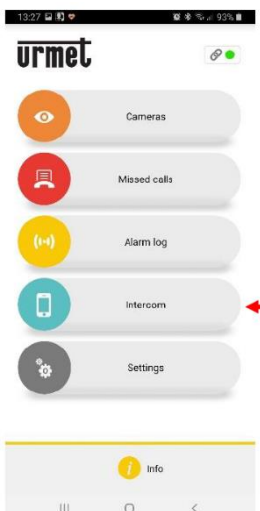 13:27 93%
urmet
Cameras
Missed calls
Alarm log
Intercom
Settings
i Info